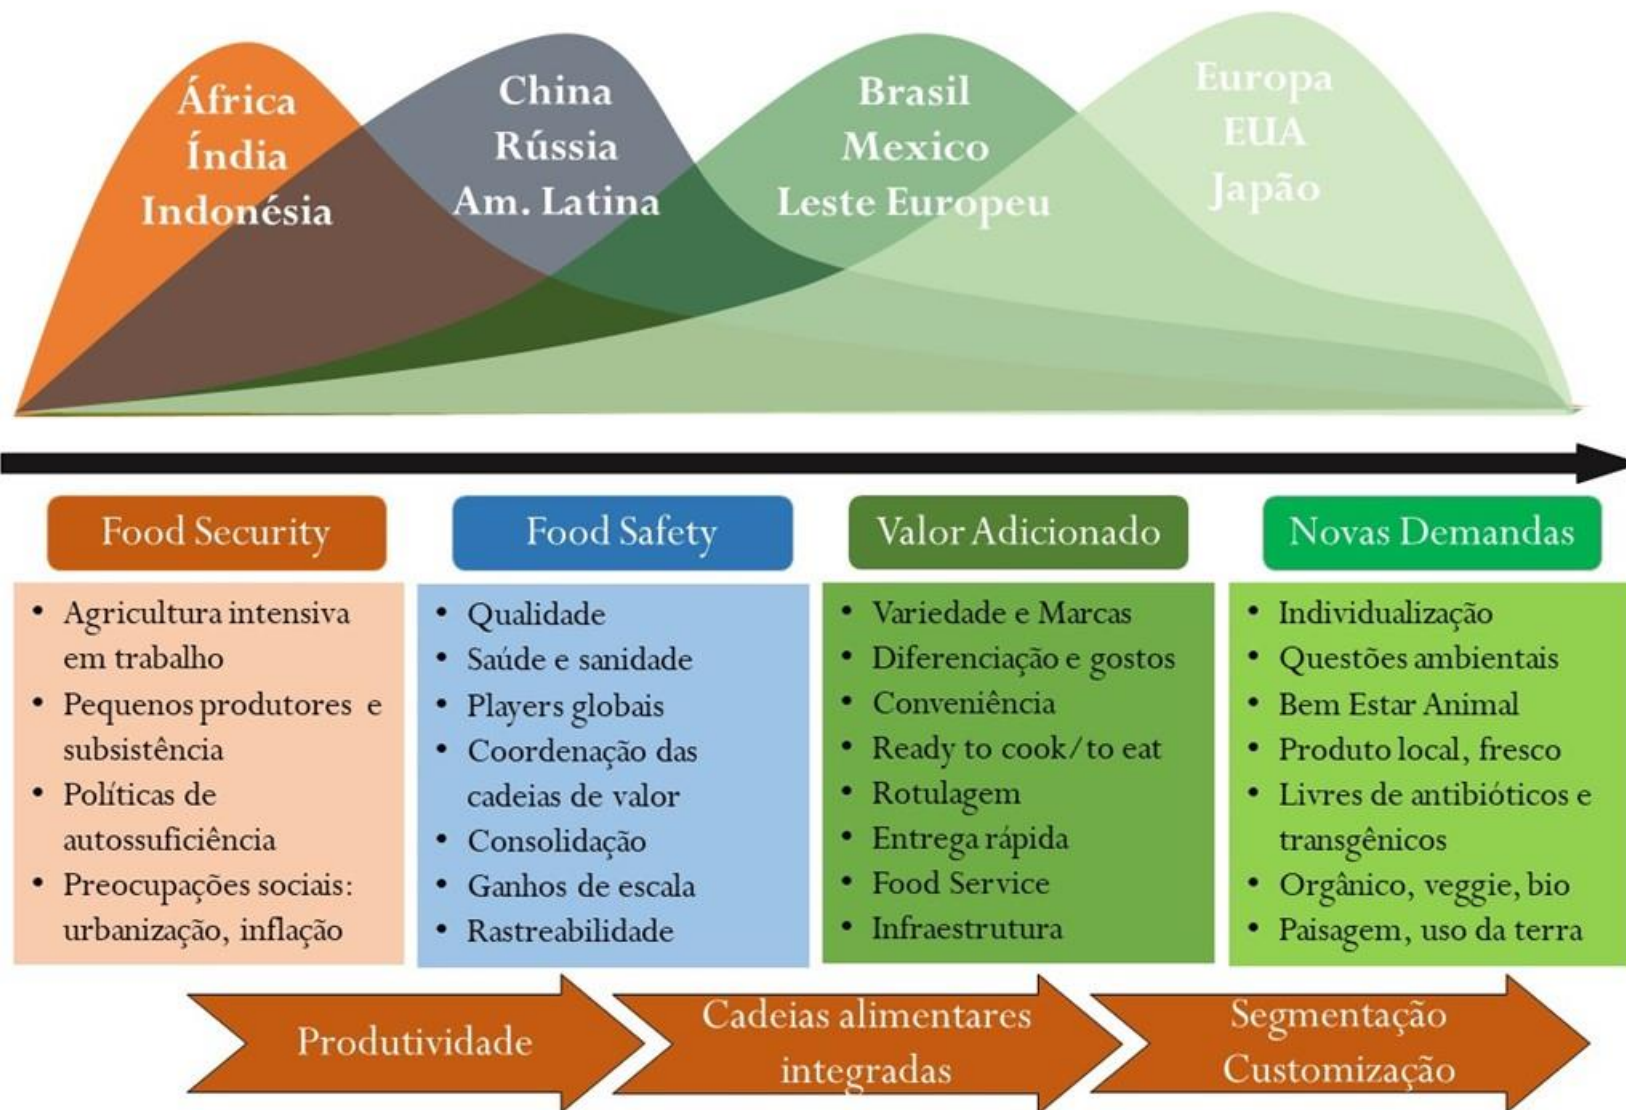 África
Índia
Indonésia
China
Rússia
Am. Latina
Brasil
Mexico
Leste Europeu
Europa
EUA
Japão
Food Security
Food Safety
Valor Adicionado
Novas Demandas
• Agricultura intensiva
em trabalho
• Pequenos produtores e
subsistência
• Políticas de
autossuficiência
• Preocupações sociais:
urbanização, inflação
• Qualidade
• Saúde e sanidade
• Players globais
• Coordenação das
cadeias de valor
• Consolidação
• Ganhos de escala
• Rastreabilidade
• Variedade e Marcas
• Diferenciação e gostos
• Conveniência
• Ready to cook/to eat
• Rotulagem
• Entrega rápida
• Food Service
• Infraestrutura
• Individualização
• Questões ambientais
• Bem Estar Animal
• Produto local, fresco
• Livres de antibióticos e
transgênicos
• Orgânico, veggie, bio
• Paisagem, uso da terra
Produtividade
Cadeias alimentares
integradas
Segmentação
Customização